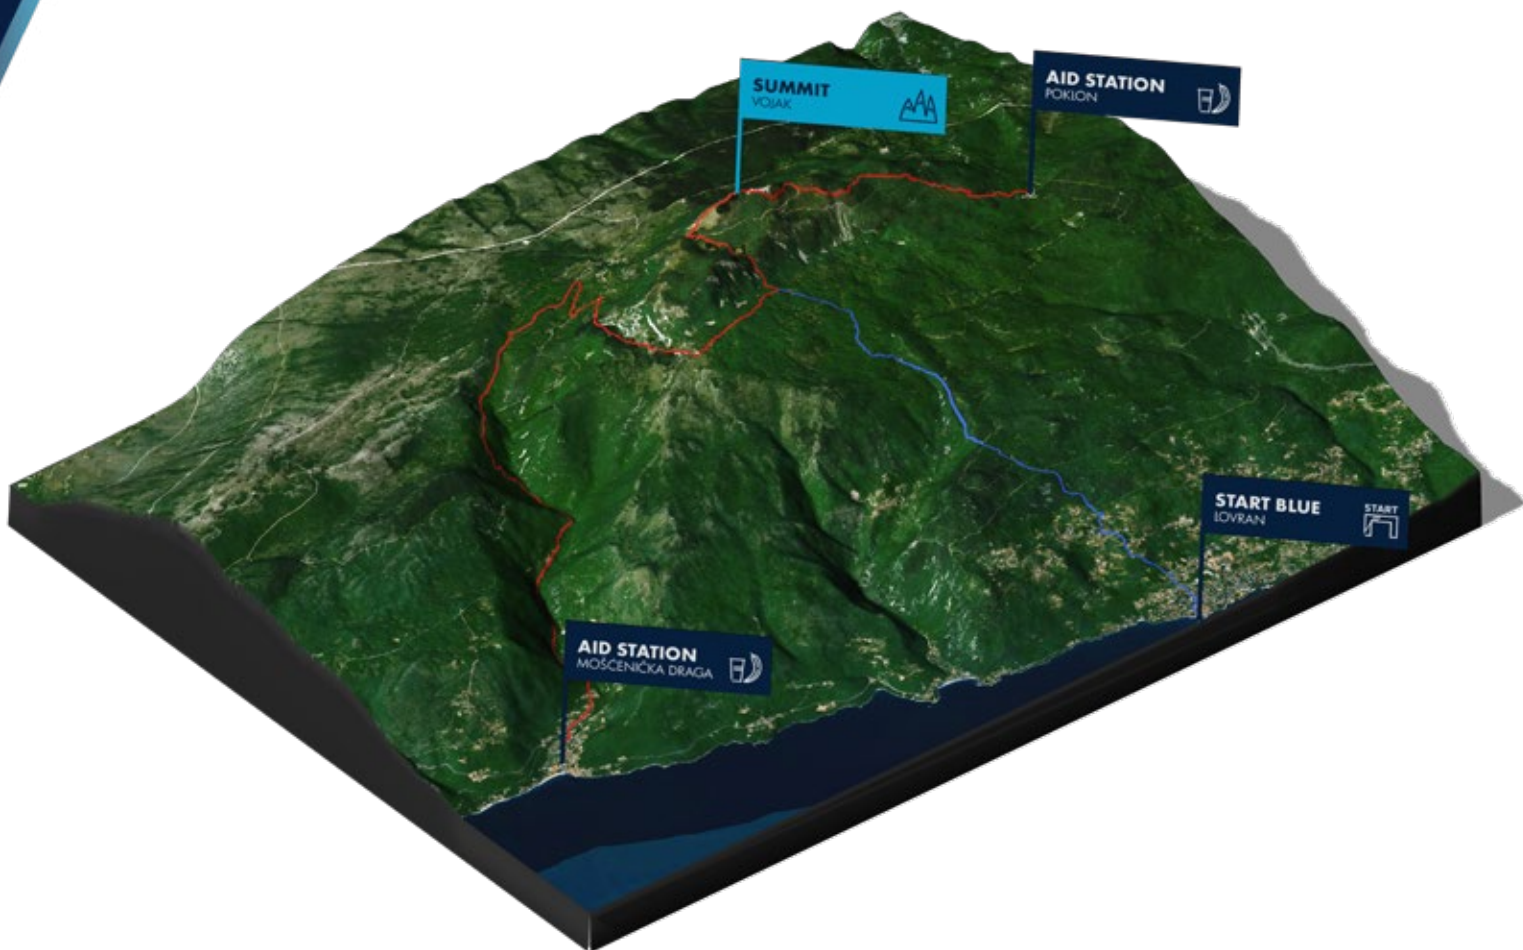 SUMMIT
VOJAK
AID STATION
POKLON
START BLUE
LOVRAN
START
AID STATION
MOŠĆENIČKA DRAGA